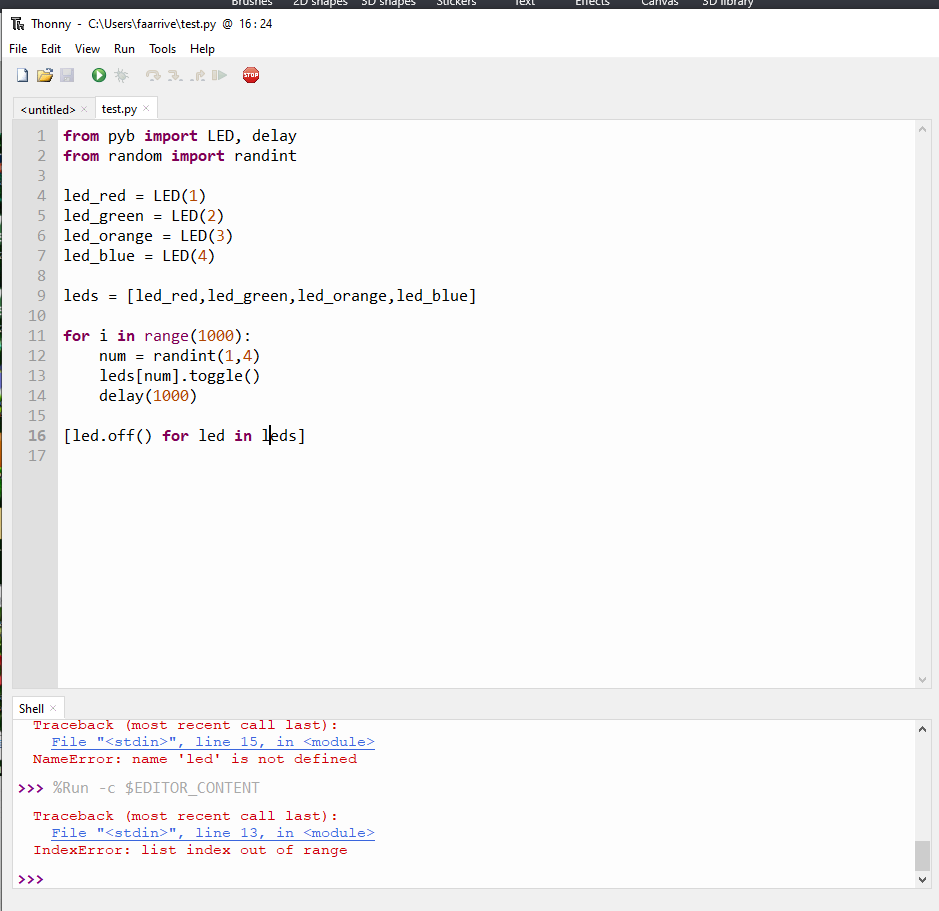 Brushes 2D shapes 3D shapes Stickers Text Effects Canvas 3D library
Thonny - C:\Users\faarrive\test.py @ 16:24
File Edit View Run Tools Help
STOP
<untitled> × test.py ×
1 from pyb import LED, delay
2 from random import randint
3
4 led_red = LED(1)
5 led_green = LED(2)
6 led_orange = LED(3)
7 led_blue = LED(4)
8
9 leds = [led_red,led_green,led_orange,led_blue]
10
11 for i in range(1000):
12     num = randint(1,4)
13     leds[num].toggle()
14     delay(1000)
15
16 [led.off() for led in leds]
17
Shell ×
Traceback (most recent call last):
  File "<stdin>", line 15, in <module>
NameError: name 'led' is not defined
>>> %Run -c $EDITOR_CONTENT
Traceback (most recent call last):
  File "<stdin>", line 13, in <module>
IndexError: list index out of range
>>>